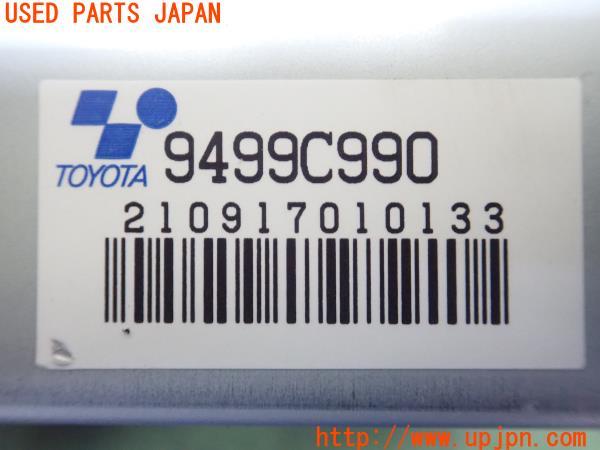 USED PARTS JAPAN
TOYOTA 9499C990
210917010133
http://www.upjpn.com